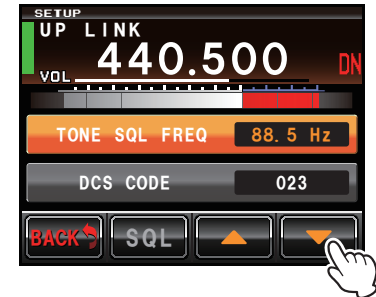 SETUP
UP LINK
VOL 440.500 DN
TONE SQL FREQ 88.5 Hz
DCS CODE 023
BACK SQL